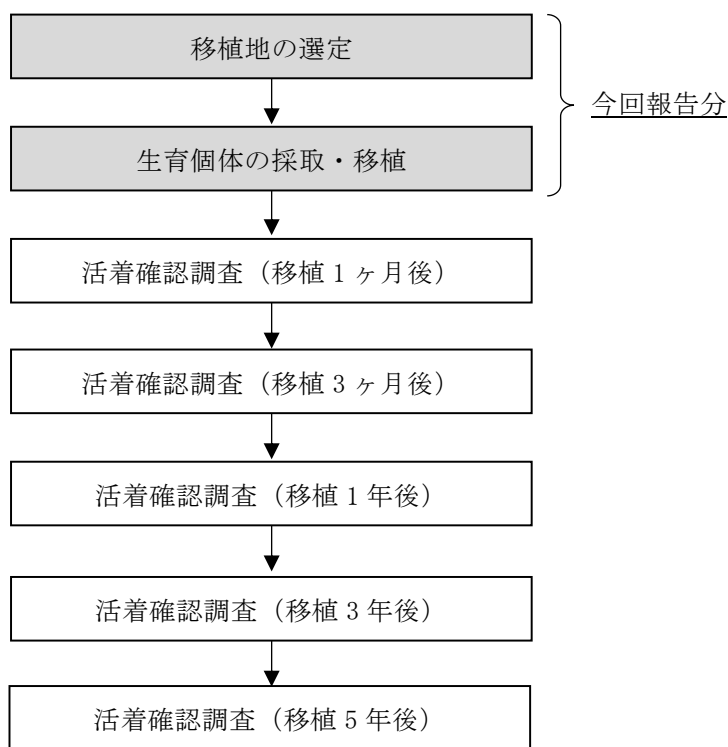 移植地の選定
今回報告分
生育個体の採取・移植
活着確認調査（移植 1 ヶ月後）
活着確認調査（移植 3 ヶ月後）
活着確認調査（移植 1 年後）
活着確認調査（移植 3 年後）
活着確認調査（移植 5 年後）